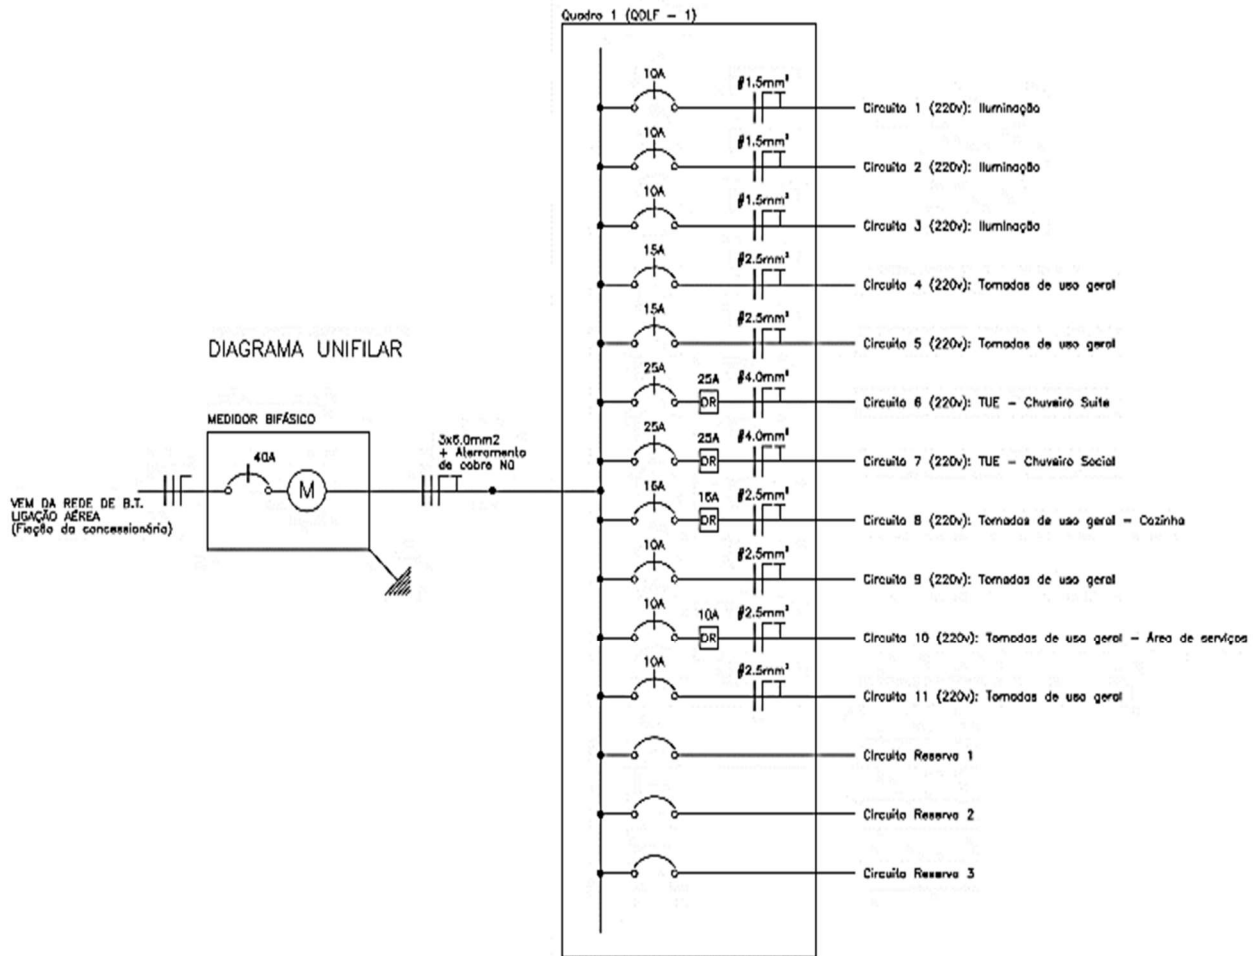 Quadro 1 (QDLF - 1)
10A
#1.5mm²
Circuito 1 (220v): Iluminação
10A
#1.5mm²
Circuito 2 (220v): Iluminação
10A
#1.5mm²
Circuito 3 (220v): Iluminação
15A
#2.5mm²
Circuito 4 (220v): Tomadas de uso geral
15A
#2.5mm²
Circuito 5 (220v): Tomadas de uso geral
DIAGRAMA UNIFILAR
25A
25A
#4.0mm²
DR
Circuito 6 (220v): TUE - Chuveiro Suite
MEDIDOR BIFÁSICO
40A
M
3x6.0mm2
+ Aterramento
de cobre NÚ
VEM DA REDE DE B.T.
LIGAÇÃO AÉREA
(Fiação da concessionária)
25A
25A
#4.0mm²
DR
Circuito 7 (220v): TUE - Chuveiro Social
16A
16A
#2.5mm²
DR
Circuito 8 (220v): Tomadas de uso geral - Cozinha
10A
#2.5mm²
Circuito 9 (220v): Tomadas de uso geral
10A
10A
#2.5mm²
DR
Circuito 10 (220v): Tomadas de uso geral - Área de serviços
10A
#2.5mm²
Circuito 11 (220v): Tomadas de uso geral
Circuito Reserva 1
Circuito Reserva 2
Circuito Reserva 3